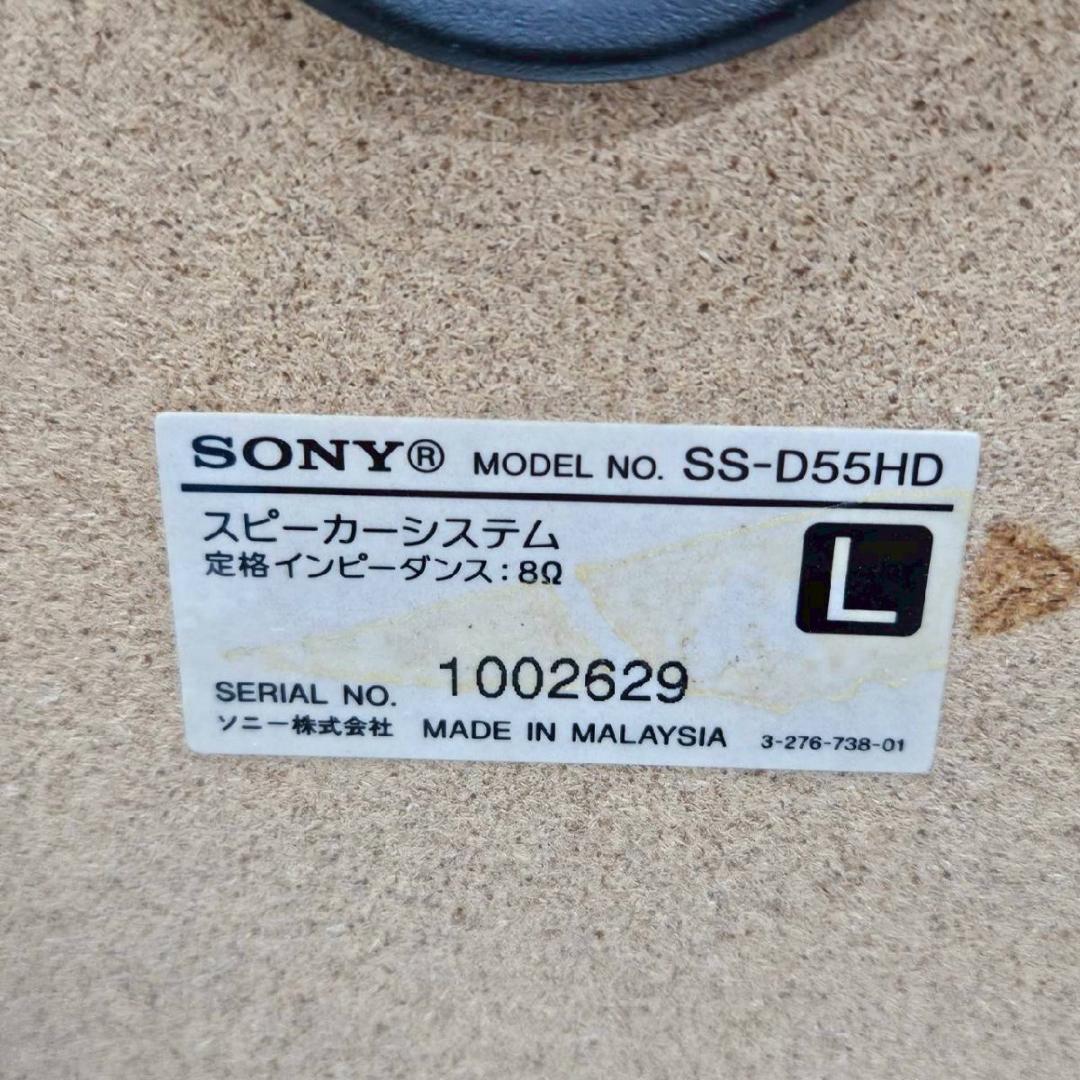 SONY® MODEL NO. SS-D55HD
スピーカーシステム
定格インピーダンス:8Ω
L
SERIAL NO. 1002629
ソニー株式会社 MADE IN MALAYSIA 3-276-738-01